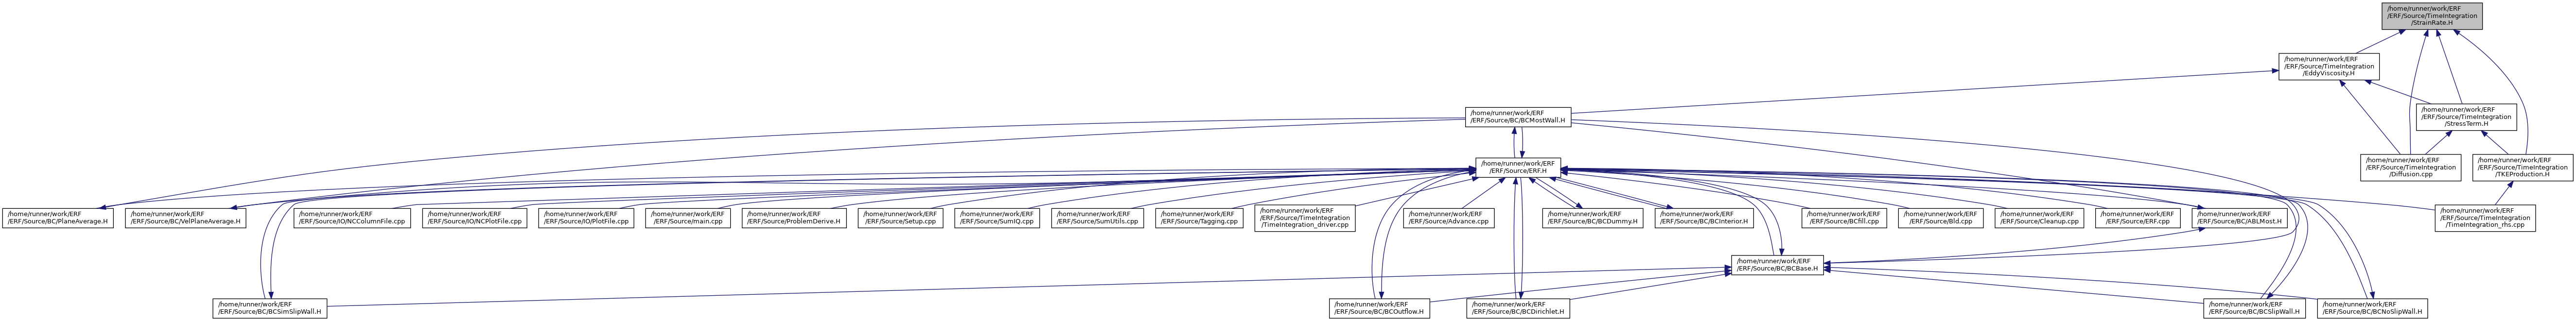 /home/runner/work/ERF
/ERF/Source/TimeIntegration
/StrainRate.H
/home/runner/work/ERF
/ERF/Source/TimeIntegration
/EddyViscosity.H
/home/runner/work/ERF
/ERF/Source/BC/BCMostWall.H
/home/runner/work/ERF
/ERF/Source/TimeIntegration
/StressTerm.H
/home/runner/work/ERF
/ERF/Source/ERF.H
/home/runner/work/ERF
/ERF/Source/TimeIntegration
/Diffusion.cpp
/home/runner/work/ERF
/ERF/Source/TimeIntegration
/TKEProduction.H
/home/runner/work/ERF
/ERF/Source/BC/PlaneAverage.H
/home/runner/work/ERF
/ERF/Source/BC/VelPlaneAverage.H
/home/runner/work/ERF
/ERF/Source/IO/NCColumnFile.cpp
/home/runner/work/ERF
/ERF/Source/IO/NCPlotFile.cpp
/home/runner/work/ERF
/ERF/Source/IO/PlotFile.cpp
/home/runner/work/ERF
/ERF/Source/main.cpp
/home/runner/work/ERF
/ERF/Source/ProblemDerive.H
/home/runner/work/ERF
/ERF/Source/Setup.cpp
/home/runner/work/ERF
/ERF/Source/SumIQ.cpp
/home/runner/work/ERF
/ERF/Source/SumUtils.cpp
/home/runner/work/ERF
/ERF/Source/Tagging.cpp
/home/runner/work/ERF
/ERF/Source/TimeIntegration
/TimeIntegration_driver.cpp
/home/runner/work/ERF
/ERF/Source/Advance.cpp
/home/runner/work/ERF
/ERF/Source/BC/BCDummy.H
/home/runner/work/ERF
/ERF/Source/BC/BCInterior.H
/home/runner/work/ERF
/ERF/Source/BCfill.cpp
/home/runner/work/ERF
/ERF/Source/Bld.cpp
/home/runner/work/ERF
/ERF/Source/Cleanup.cpp
/home/runner/work/ERF
/ERF/Source/ERF.cpp
/home/runner/work/ERF
/ERF/Source/BC/ABLMost.H
/home/runner/work/ERF
/ERF/Source/TimeIntegration
/TimeIntegration_rhs.cpp
/home/runner/work/ERF
/ERF/Source/BC/BCBase.H
/home/runner/work/ERF
/ERF/Source/BC/BCSimSlipWall.H
/home/runner/work/ERF
/ERF/Source/BC/BCOutflow.H
/home/runner/work/ERF
/ERF/Source/BC/BCDirichlet.H
/home/runner/work/ERF
/ERF/Source/BC/BCSlipWall.H
/home/runner/work/ERF
/ERF/Source/BC/BCNoSlipWall.H